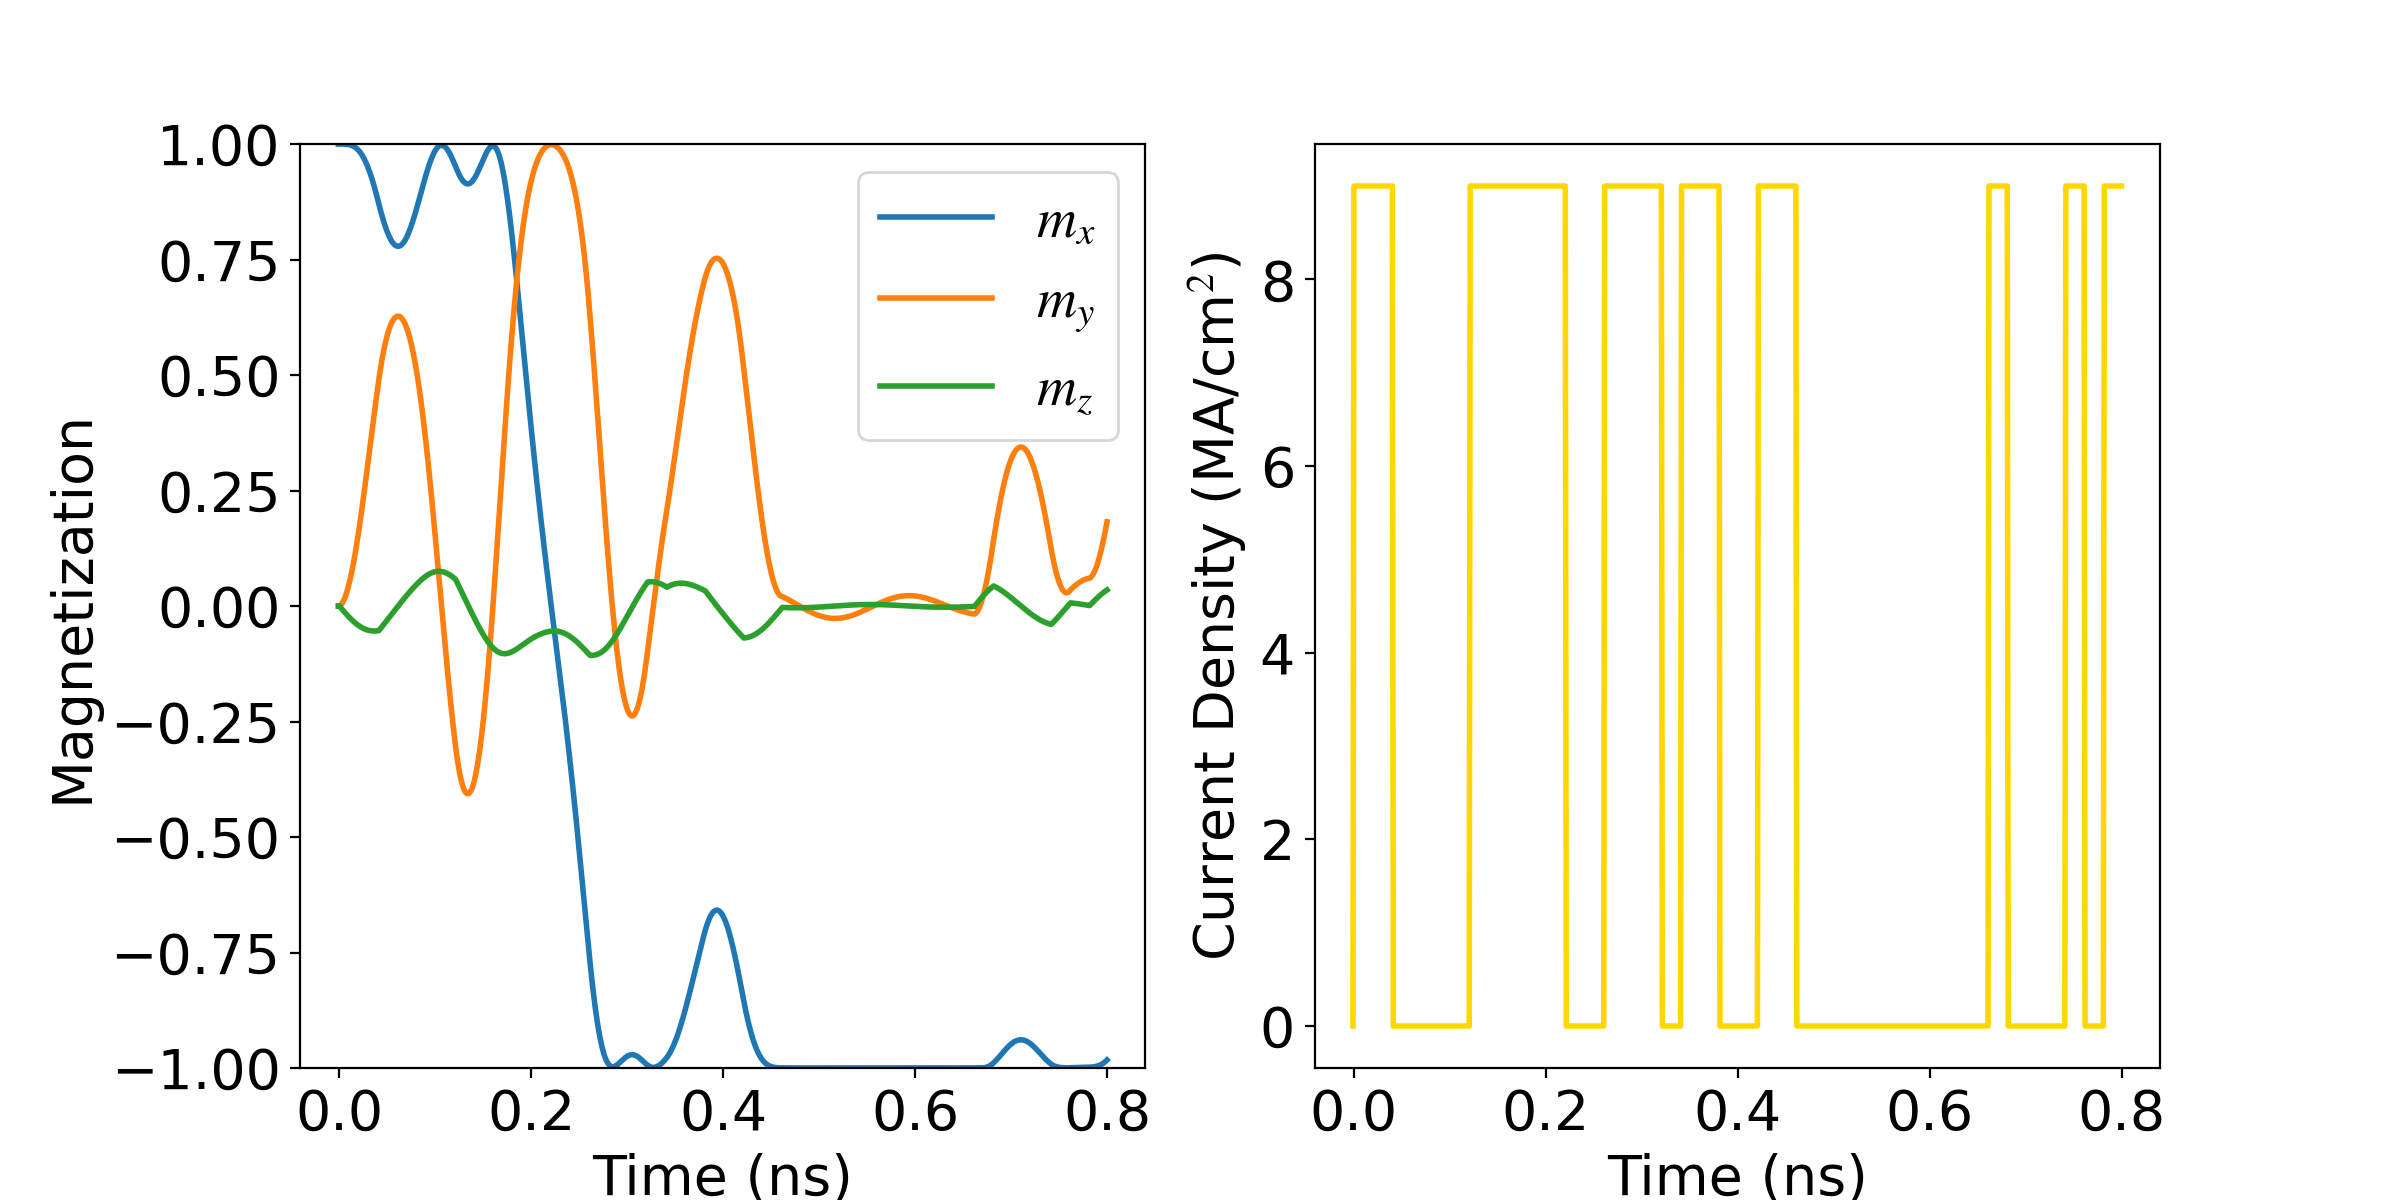 Magnetization
1.00
0.75
0.50
0.25
0.00
−0.25
−0.50
−0.75
−1.00
0.0 0.2 0.4 0.6 0.8
Time (ns)
m_x
m_y
m_z
Current Density (MA/cm²)
8
6
4
2
0
0.0 0.2 0.4 0.6 0.8
Time (ns)